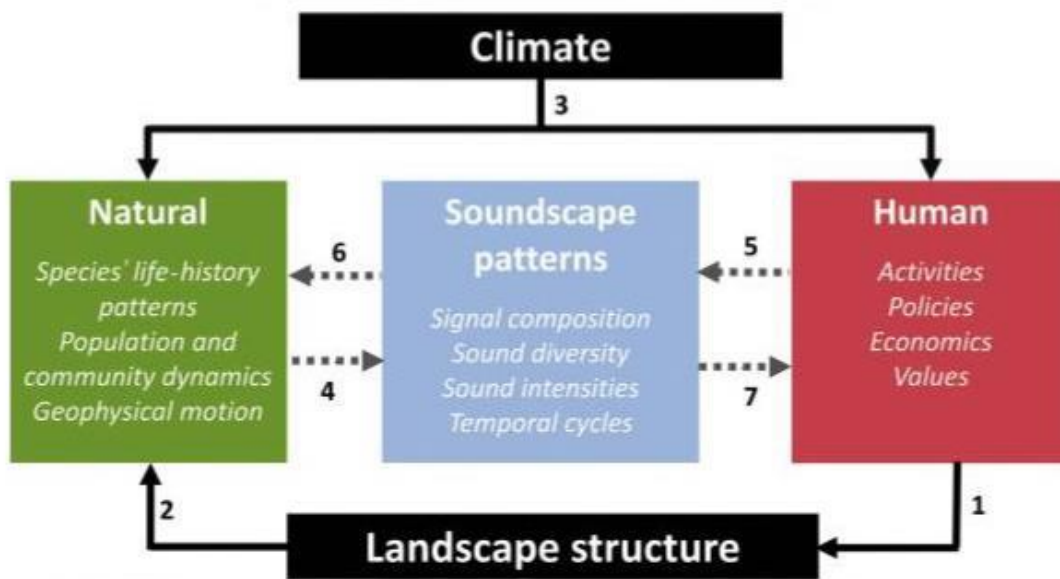 Climate
3
Natural
Species' life-history
patterns
Population and
community dynamics
Geophysical motion
6
4
Soundscape
patterns
Signal composition
Sound diversity
Sound intensities
Temporal cycles
5
7
Human
Activities
Policies
Economics
Values
2
1
Landscape structure